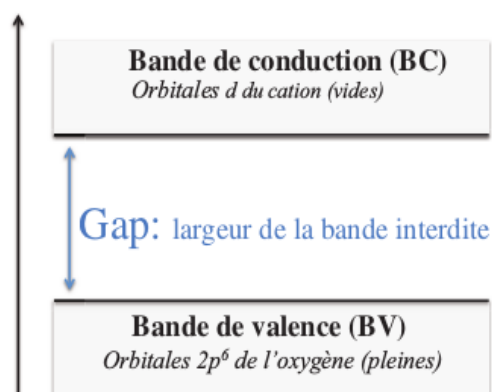 Bande de conduction (BC)
Orbitales d du cation (vides)
Gap: largeur de la bande interdite
Bande de valence (BV)
Orbitales 2p⁶ de l'oxygène (pleines)